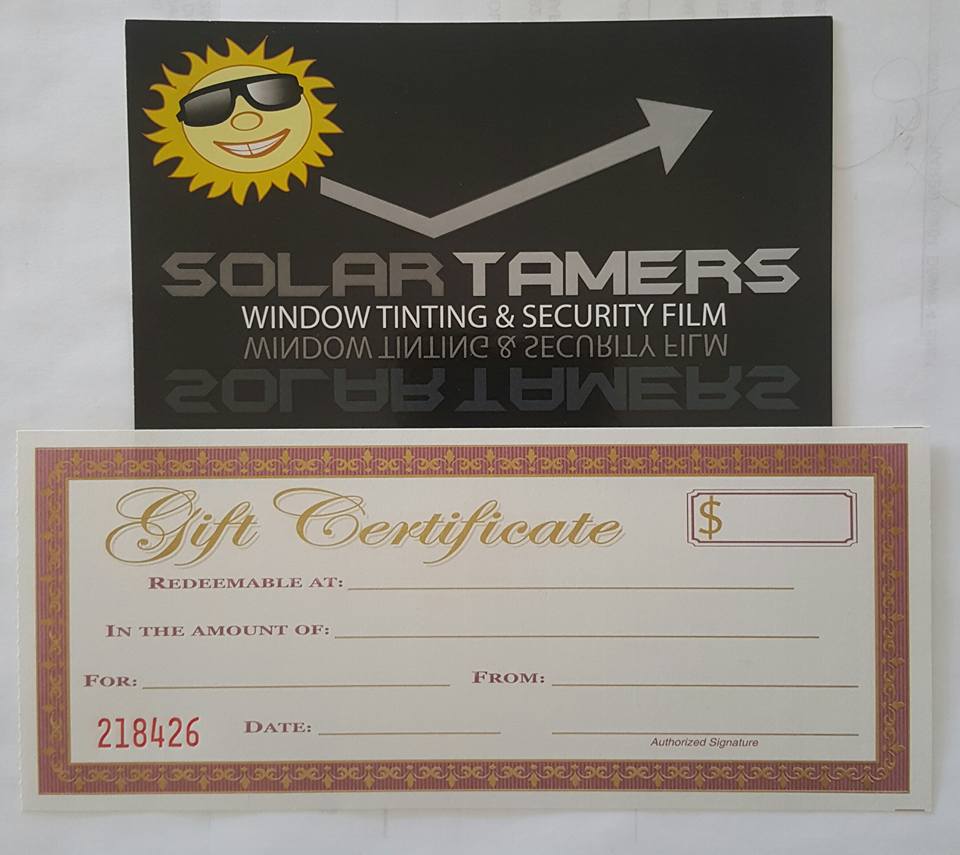 SOLAR TAMERS
WINDOW TINTING & SECURITY FILM
WINDOW TINTING & SECURITY FILM
SOLAR TAMERS
Gift Certificate
$
REDEEMABLE AT:
IN THE AMOUNT OF:
FOR: FROM:
218426 DATE:
Authorized Signature